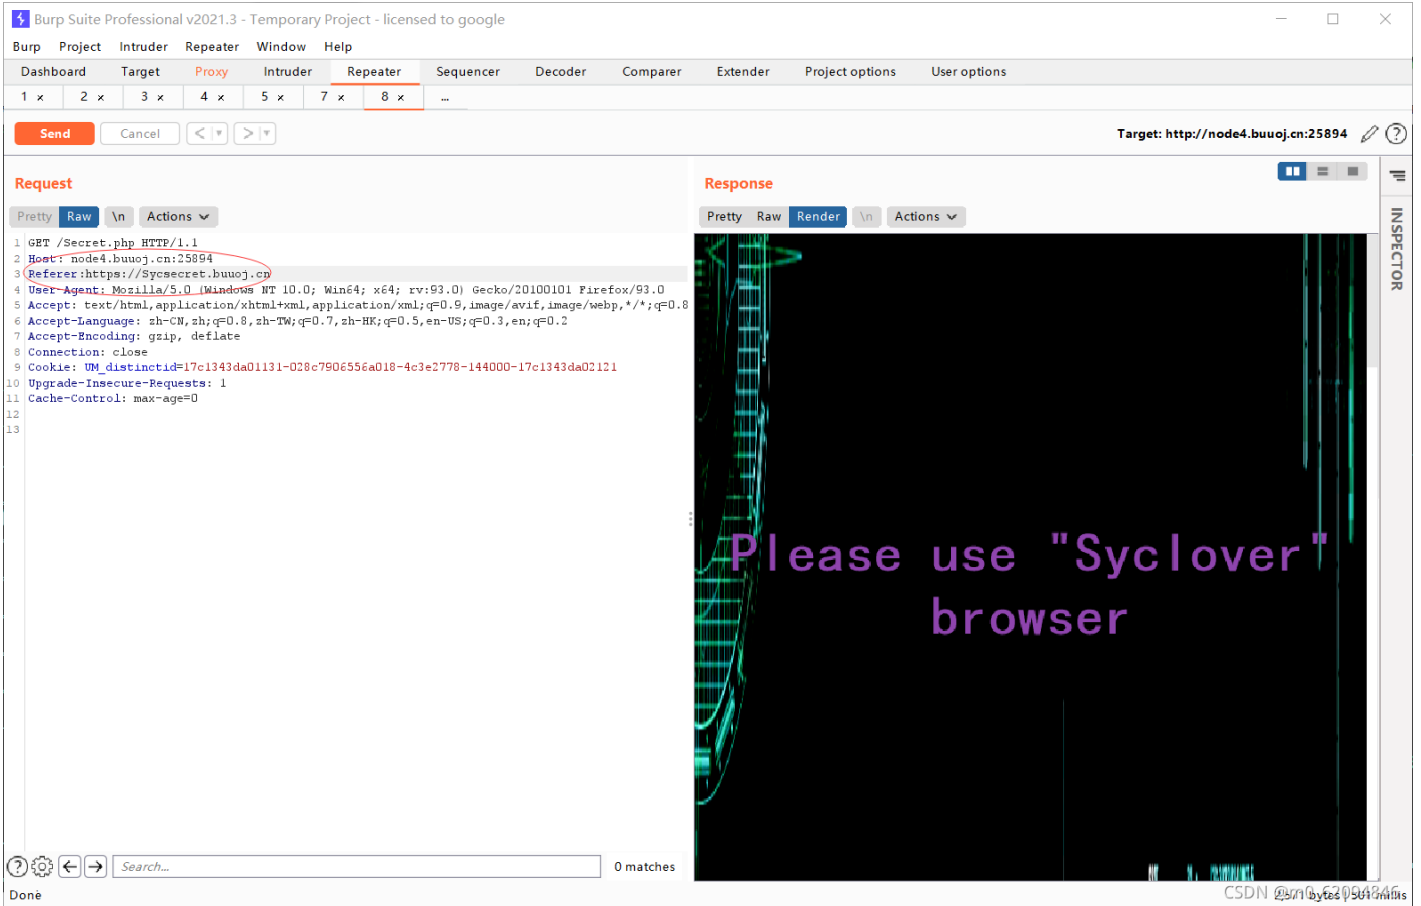 Burp Suite Professional v2021.3 - Temporary Project - licensed to google
Burp Project Intruder Repeater Window Help
Dashboard Target Proxy Intruder Repeater Sequencer Decoder Comparer Extender Project options User options
1 × 2 × 3 × 4 × 5 × 7 × 8 × ...
Send Cancel < > Target: http://node4.buuoj.cn:25894
Request
Pretty Raw \n Actions
1 GET /Secret.php HTTP/1.1
2 Host: node4.buuoj.cn:25894
3 Referer:https://Sycsecret.buuoj.cn
4 User-Agent: Mozilla/5.0 (Windows NT 10.0; Win64; x64; rv:93.0) Gecko/20100101 Firefox/93.0
5 Accept: text/html,application/xhtml+xml,application/xml;q=0.9,image/avif,image/webp,*/*;q=0.8
6 Accept-Language: zh-CN,zh;q=0.8,zh-TW;q=0.7,zh-HK;q=0.5,en-US;q=0.3,en;q=0.2
7 Accept-Encoding: gzip, deflate
8 Connection: close
9 Cookie: UM_distinctid=17c1343da01131-028c7906556a018-4c3e2778-144000-17c1343da02121
10 Upgrade-Insecure-Requests: 1
11 Cache-Control: max-age=0
12
13
Response
Pretty Raw Render \n Actions
Please use "Syclover"
browser
INSPECTOR
Search... 0 matches
Done
CSDN @m0_62094846